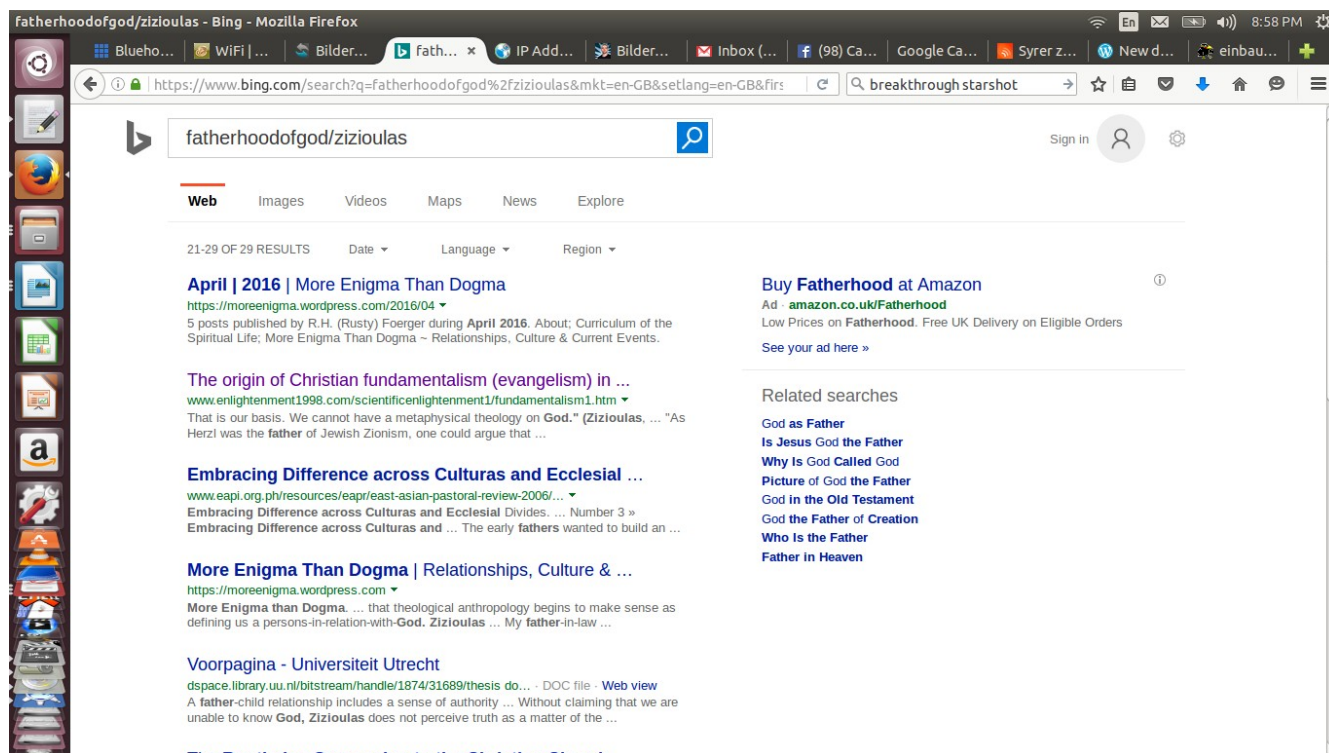 fatherhoodofgod/zizioulas - Bing - Mozilla Firefox
En 8:58 PM
Blueho... WiFi | ... Bilder... fath... × IP Add... Bilder... Inbox (... (98) Ca... Google Ca... Syrer z... New d... einbau...
https://www.bing.com/search?q=fatherhoodofgod%2fzizioulas&mkt=en-GB&setlang=en-GB&firs
breakthrough starshot
fatherhoodofgod/zizioulas
Sign in
Web Images Videos Maps News Explore
21-29 OF 29 RESULTS Date Language Region
April | 2016 | More Enigma Than Dogma
https://moreenigma.wordpress.com/2016/04
5 posts published by R.H. (Rusty) Foerger during April 2016. About; Curriculum of the
Spiritual Life; More Enigma Than Dogma ~ Relationships, Culture & Current Events.
The origin of Christian fundamentalism (evangelism) in ...
www.enlightenment1998.com/scientificenlightenment1/fundamentalism1.htm
That is our basis. We cannot have a metaphysical theology on God." (Zizioulas, ... "As
Herzl was the father of Jewish Zionism, one could argue that ...
Embracing Difference across Culturas and Ecclesial ...
www.eapi.org.ph/resources/eapr/east-asian-pastoral-review-2006/...
Embracing Difference across Culturas and Ecclesial Divides. ... Number 3 »
Embracing Difference across Culturas and ... The early fathers wanted to build an ...
More Enigma Than Dogma | Relationships, Culture & ...
https://moreenigma.wordpress.com
More Enigma than Dogma. ... that theological anthropology begins to make sense as
defining us a persons-in-relation-with-God. Zizioulas ... My father-in-law ...
Voorpagina - Universiteit Utrecht
dspace.library.uu.nl/bitstream/handle/1874/31689/thesis do... · DOC file · Web view
A father-child relationship includes a sense of authority ... Without claiming that we are
unable to know God, Zizioulas does not perceive truth as a matter of the ...
Buy Fatherhood at Amazon
Ad · amazon.co.uk/Fatherhood
Low Prices on Fatherhood. Free UK Delivery on Eligible Orders
See your ad here »
Related searches
God as Father
Is Jesus God the Father
Why Is God Called God
Picture of God the Father
God in the Old Testament
God the Father of Creation
Who Is the Father
Father in Heaven